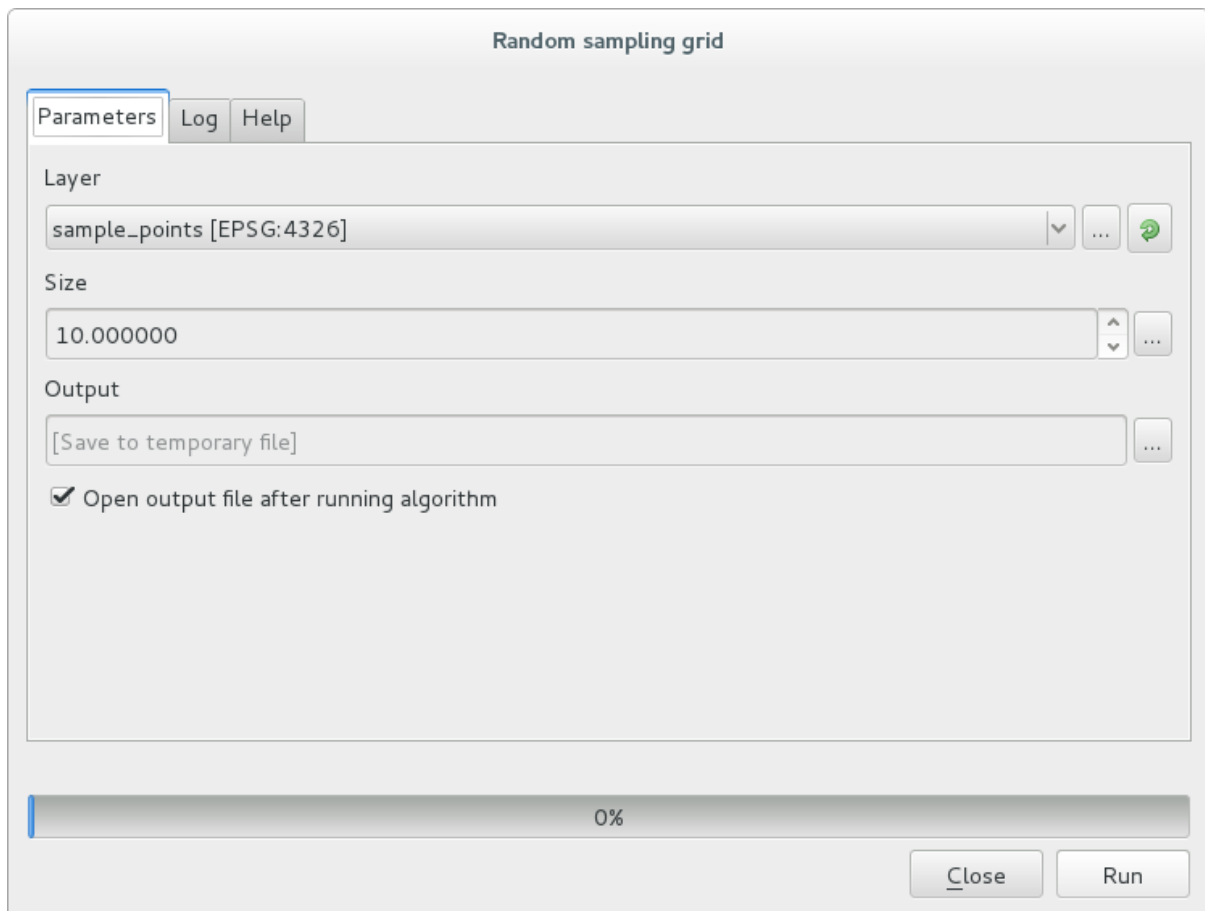 Random sampling grid
Parameters Log Help
Layer
sample_points [EPSG:4326] ...
Size
10.000000 ...
Output
[Save to temporary file] ...
Open output file after running algorithm
0%
Close Run